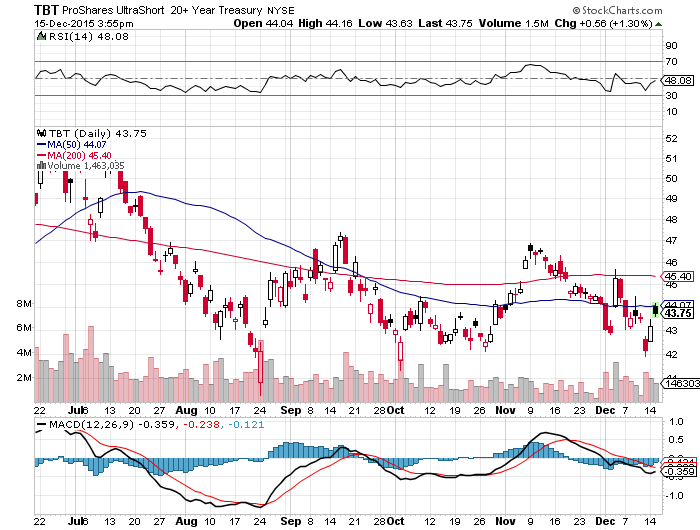 TBT ProShares UltraShort 20+ Year Treasury NYSE © StockCharts.com
15-Dec-2015 3:55pm Open 44.04 High 44.16 Low 43.63 Last 43.75 Volume 1.5M Chg +0.56 (+1.30%)
RSI(14) 48.08
90
70
48.08
30
10
TBT (Daily) 43.75
MA(50) 44.07
MA(200) 45.40
Volume 1,463,035
52
51
50
49
48
47
46
45.40
45
44.07
43.75
43
42
41
8M
6M
4M
2M
146303
22 Jul 6 13 20 27 Aug 10 17 24 Sep 8 14 21 28 Oct 12 19 26 Nov 9 16 23 Dec 7 14
MACD(12,26,9) -0.359, -0.238, -0.121
1.0
0.5
0.0
-0.359
-0.5
-1.0
22 Jul 6 13 20 27 Aug 10 17 24 Sep 8 14 21 28 Oct 12 19 26 Nov 9 16 23 Dec 7 14